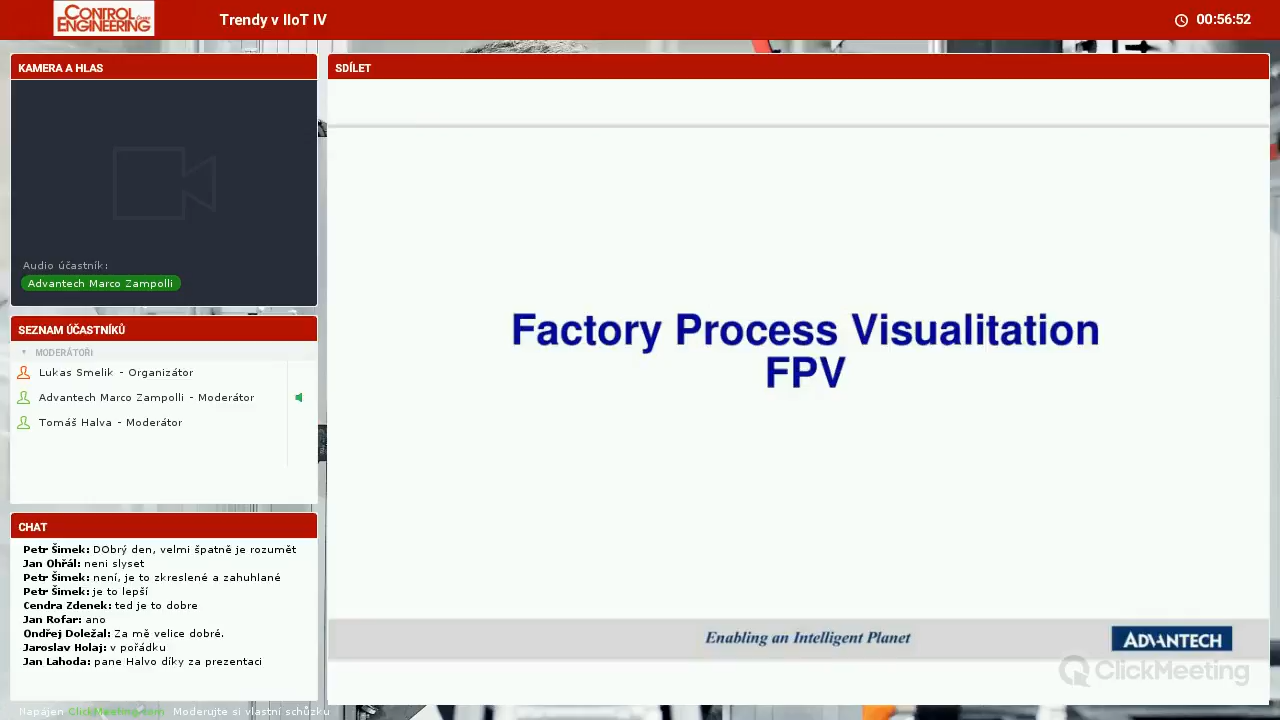 CONTROL
ENGINEERING
Trendy v IIoT IV
00:56:52
KAMERA A HLAS
Audio účastník:
Advantech Marco Zampolli
SEZNAM ÚČASTNÍKŮ
MODERÁTOŘI
Lukas Smelik - Organizátor
Advantech Marco Zampolli - Moderátor
Tomáš Halva - Moderátor
CHAT
Petr Šimek: DObrý den, velmi špatně je rozumět
Jan Ohřál: neni slyset
Petr Šimek: není, je to zkreslené a zahuhlané
Petr Šimek: je to lepší
Cendra Zdenek: ted je to dobre
Jan Rofar: ano
Ondřej Doležal: Za mě velice dobré.
Jaroslav Holaj: v pořádku
Jan Lahoda: pane Halvo díky za prezentaci
Napájen ClickMeeting.com Moderujte si vlastní schůzku
SDÍLET
Factory Process Visualitation
FPV
Enabling an Intelligent Planet
ADVANTECH
ClickMeeting